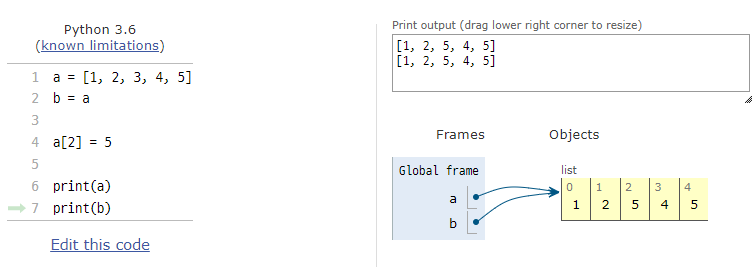 Python 3.6
(known limitations)
1 a = [1, 2, 3, 4, 5]
2 b = a
3
4 a[2] = 5
5
6 print(a)
7 print(b)
Edit this code
Print output (drag lower right corner to resize)
[1, 2, 5, 4, 5]
[1, 2, 5, 4, 5]
Frames Objects
Global frame
a
b
list
0 1 2 3 4
1 2 5 4 5